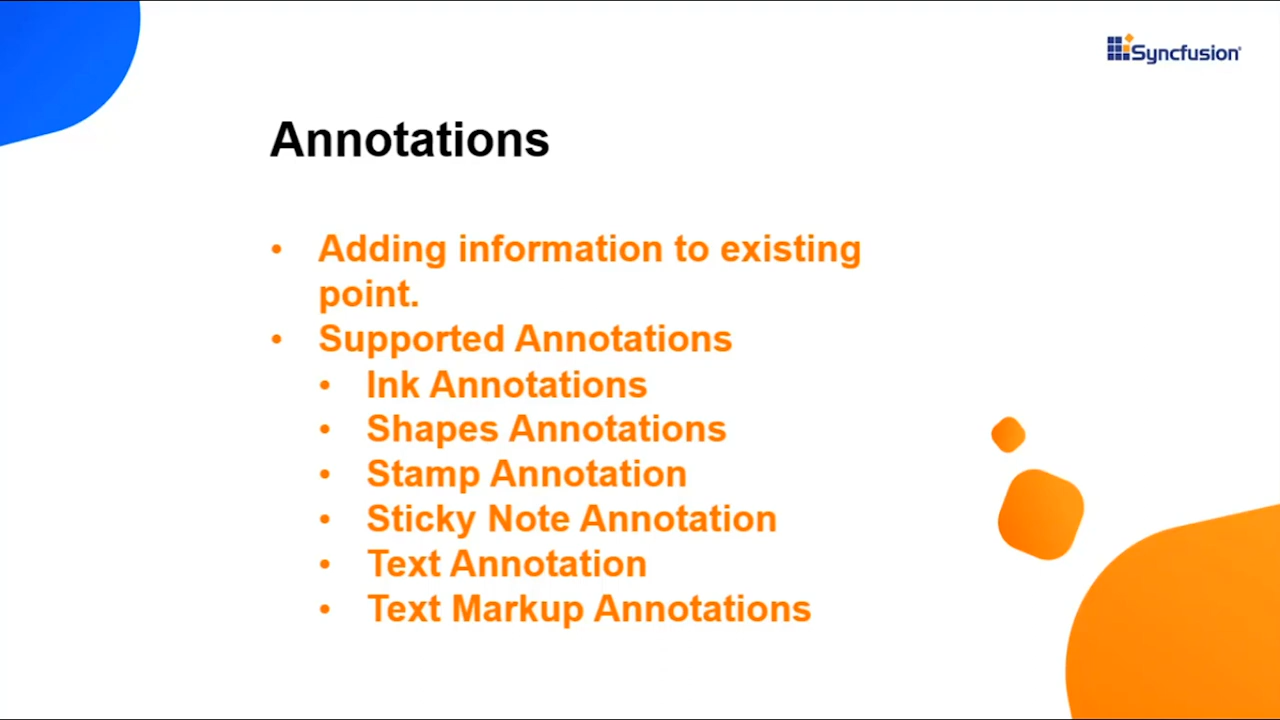 Syncfusion
Annotations
• Adding information to existing
point.
• Supported Annotations
• Ink Annotations
• Shapes Annotations
• Stamp Annotation
• Sticky Note Annotation
• Text Annotation
• Text Markup Annotations